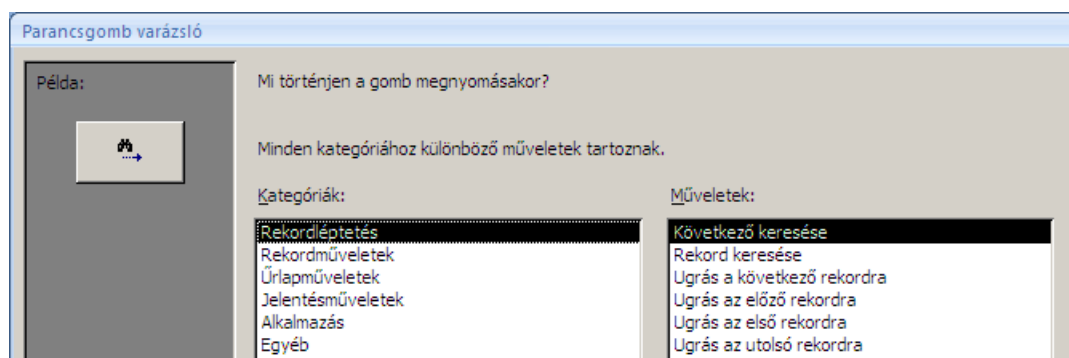 Parancsgomb varázsló
Példa:
Mi történjen a gomb megnyomásakor?
Minden kategóriához különböző műveletek tartoznak.
Kategóriák:
Rekordléptetés
Rekordműveletek
Űrlapműveletek
Jelentésműveletek
Alkalmazás
Egyéb
Műveletek:
Következő keresése
Rekord keresése
Ugrás a következő rekordra
Ugrás az előző rekordra
Ugrás az első rekordra
Ugrás az utolsó rekordra